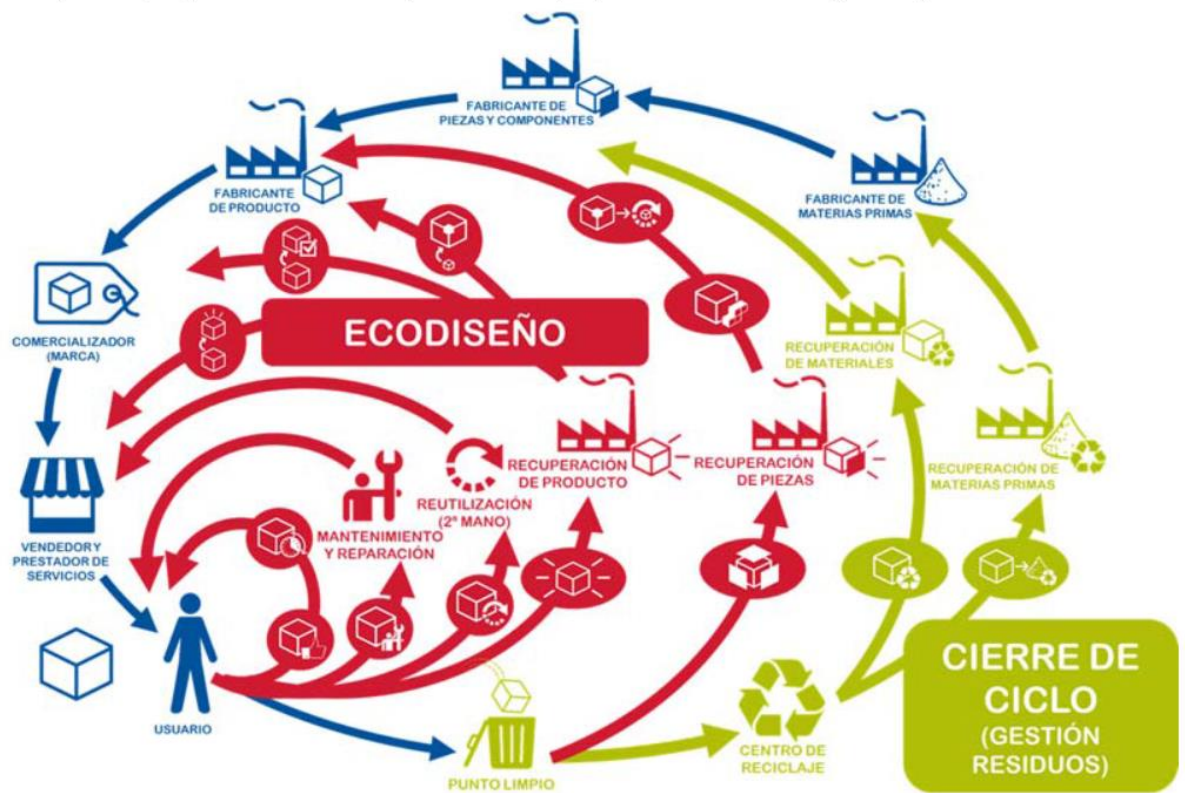 FABRICANTE DE
PIEZAS Y COMPONENTES
FABRICANTE
DE PRODUCTO
FABRICANTE DE
MATERIAS PRIMAS
COMERCIALIZADOR
(MARCA)
ECODISEÑO
RECUPERACIÓN
DE MATERIALES
RECUPERACIÓN
DE PRODUCTO
RECUPERACIÓN
DE PIEZAS
RECUPERACIÓN DE
MATERIAS PRIMAS
REUTILIZACIÓN
(2ª MANO)
MANTENIMIENTO
Y REPARACIÓN
VENDEDOR Y
PRESTADOR DE
SERVICIOS
USUARIO
PUNTO LIMPIO
CENTRO DE
RECICLAJE
CIERRE DE
CICLO
(GESTIÓN
RESIDUOS)